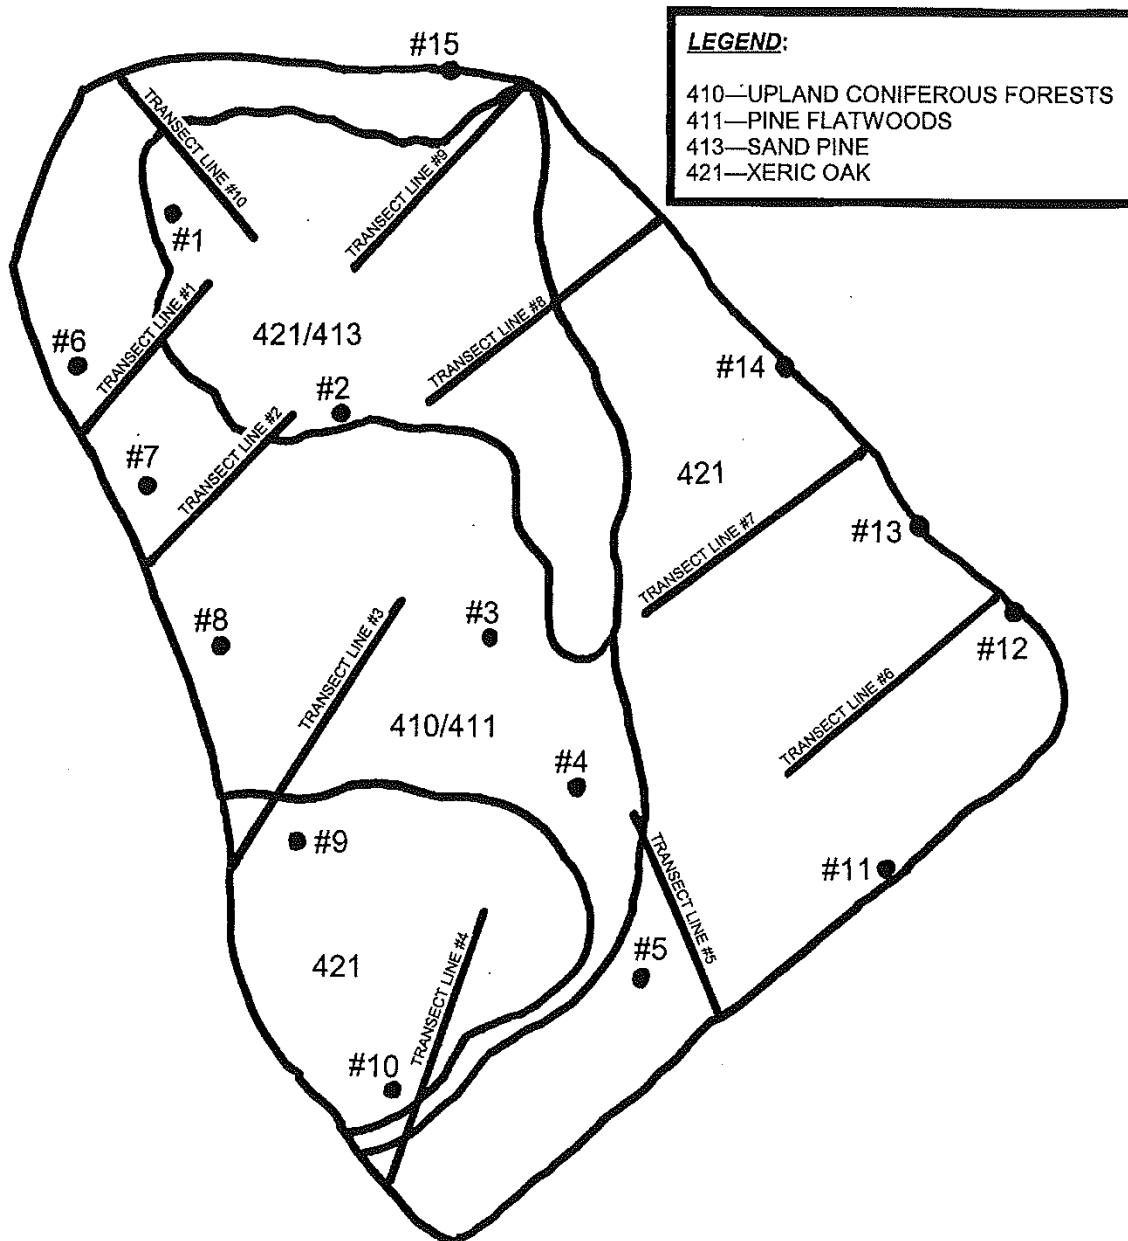 #15
LEGEND:
410—UPLAND CONIFEROUS FORESTS
411—PINE FLATWOODS
413—SAND PINE
421—XERIC OAK
TRANSECT LINE #10
TRANSECT LINE #9
#1
TRANSECT LINE #1
TRANSECT LINE #8
421/413
#6
#14
#2
TRANSECT LINE #2
#7
421
#13
TRANSECT LINE #7
#8
#3
TRANSECT LINE #3
#12
TRANSECT LINE #6
410/411
#4
#9
#11
TRANSECT LINE #5
#5
421
TRANSECT LINE #4
#10